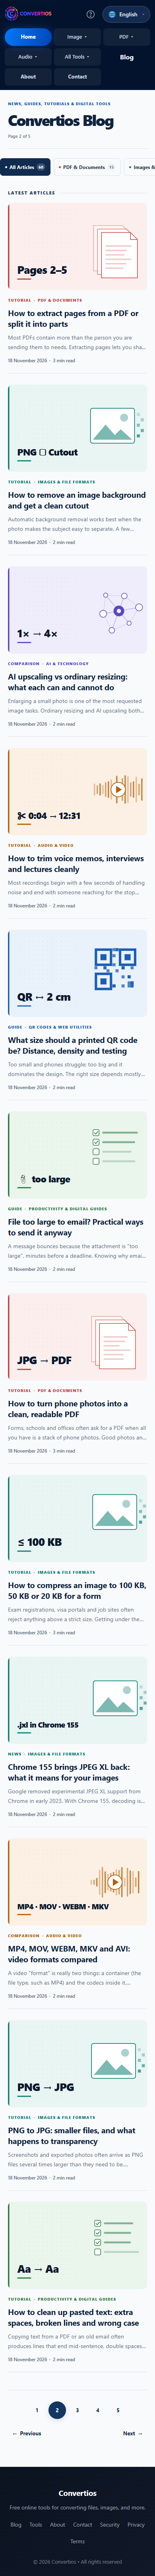 CONVERTIOS
English
Home
Image
PDF
Audio
All Tools
Blog
About
Contact
NEWS, GUIDES, TUTORIALS & DIGITAL TOOLS
Convertios Blog
Page 2 of 5
All Articles 60
PDF & Documents
Images &
LATEST ARTICLES
Pages 2–5
TUTORIAL · PDF & DOCUMENTS
How to extract pages from a PDF or
split it into parts
Most PDFs contain more than the person you are
sending them to needs. Extracting pages lets you sha...
18 November 2026 · 3 min read
PNG Cutout
TUTORIAL · IMAGES & FILE FORMATS
How to remove an image background
and get a clean cutout
Automatic background removal works best when the
photo makes the subject easy to separate. A few...
18 November 2026 · 2 min read
1× → 4×
COMPARISON · AI & TECHNOLOGY
AI upscaling vs ordinary resizing:
what each can and cannot do
Enlarging a small photo is one of the most requested
image tasks. Ordinary resizing and AI upscaling both...
18 November 2026 · 2 min read
✂ 0:04 → 12:31
TUTORIAL · AUDIO & VIDEO
How to trim voice memos, interviews
and lectures cleanly
Most recordings begin with a few seconds of handling
noise and end with someone reaching for the stop...
18 November 2026 · 2 min read
QR ↔ 2 cm
GUIDE · QR CODES & WEB UTILITIES
What size should a printed QR code
be? Distance, density and testing
Too small and phones struggle; too big and it
dominates the design. The right size depends mostly...
18 November 2026 · 2 min read
too large
GUIDE · PRODUCTIVITY & DIGITAL GUIDES
File too large to email? Practical ways
to send it anyway
A message bounces because the attachment is "too
large", minutes before a deadline. Knowing why emai...
18 November 2026 · 2 min read
JPG → PDF
TUTORIAL · PDF & DOCUMENTS
How to turn phone photos into a
clean, readable PDF
Forms, schools and offices often ask for a PDF when all
you have is a stack of phone photos. Good photos an...
18 November 2026 · 3 min read
≤ 100 KB
TUTORIAL · IMAGES & FILE FORMATS
How to compress an image to 100 KB,
50 KB or 20 KB for a form
Exam registrations, visa portals and job sites often
reject anything above a strict size. Getting under the...
18 November 2026 · 3 min read
.jxl in Chrome 155
NEWS · IMAGES & FILE FORMATS
Chrome 155 brings JPEG XL back:
what it means for your images
Google removed experimental JPEG XL support from
Chrome in early 2023. With Chrome 155, decoding is...
18 November 2026 · 2 min read
MP4 · MOV · WEBM · MKV
COMPARISON · AUDIO & VIDEO
MP4, MOV, WEBM, MKV and AVI:
video formats compared
A video "format" is really two things: a container (the
file type, such as MP4) and the codecs inside it....
18 November 2026 · 2 min read
PNG → JPG
TUTORIAL · IMAGES & FILE FORMATS
PNG to JPG: smaller files, and what
happens to transparency
Screenshots and exported photos often arrive as PNG
files several times larger than they need to be....
18 November 2026 · 2 min read
Aa → Aa
TUTORIAL · PRODUCTIVITY & DIGITAL GUIDES
How to clean up pasted text: extra
spaces, broken lines and wrong case
Copying text from a PDF or an old email often
produces lines that end mid-sentence, double spaces...
18 November 2026 · 2 min read
1 2 3 4 5
← Previous
Next →
Convertios
Free online tools for converting files, images, and more.
Blog Tools About Contact Security Privacy
Terms
© 2026 Convertios • All rights reserved.